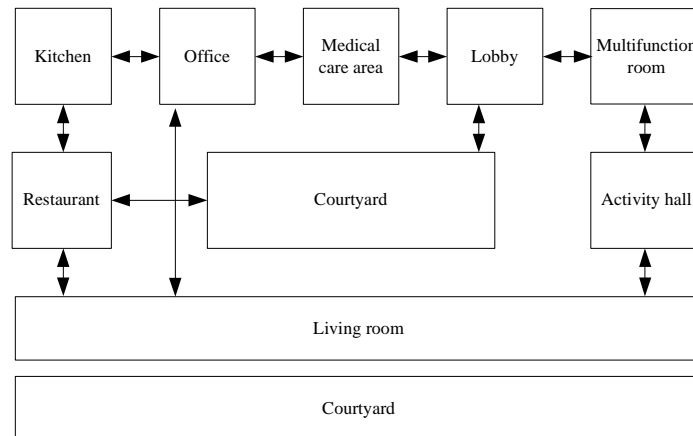 Kitchen
Office
Medical
care area
Lobby
Multifunction
room
Restaurant
Courtyard
Activity hall
Living room
Courtyard